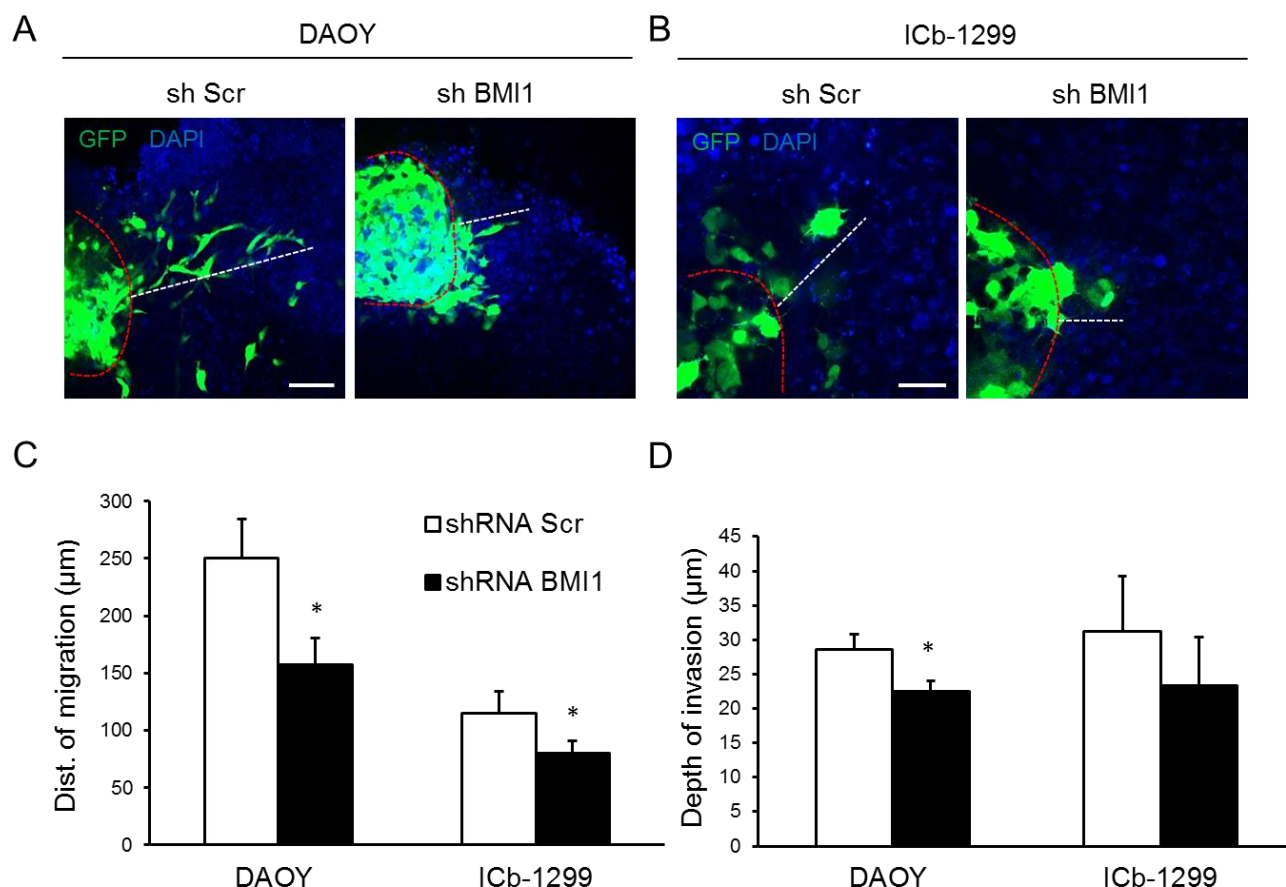 A
DAOY
sh Scr
sh BMI1
GFP DAPI
B
ICb-1299
sh Scr
sh BMI1
GFP DAPI
C
Dist. of migration (µm)
300
250
200
150
100
50
0
shRNA Scr
shRNA BMI1
*
*
DAOY
ICb-1299
D
Depth of invasion (µm)
45
40
35
30
25
20
15
10
5
0
*
DAOY
ICb-1299